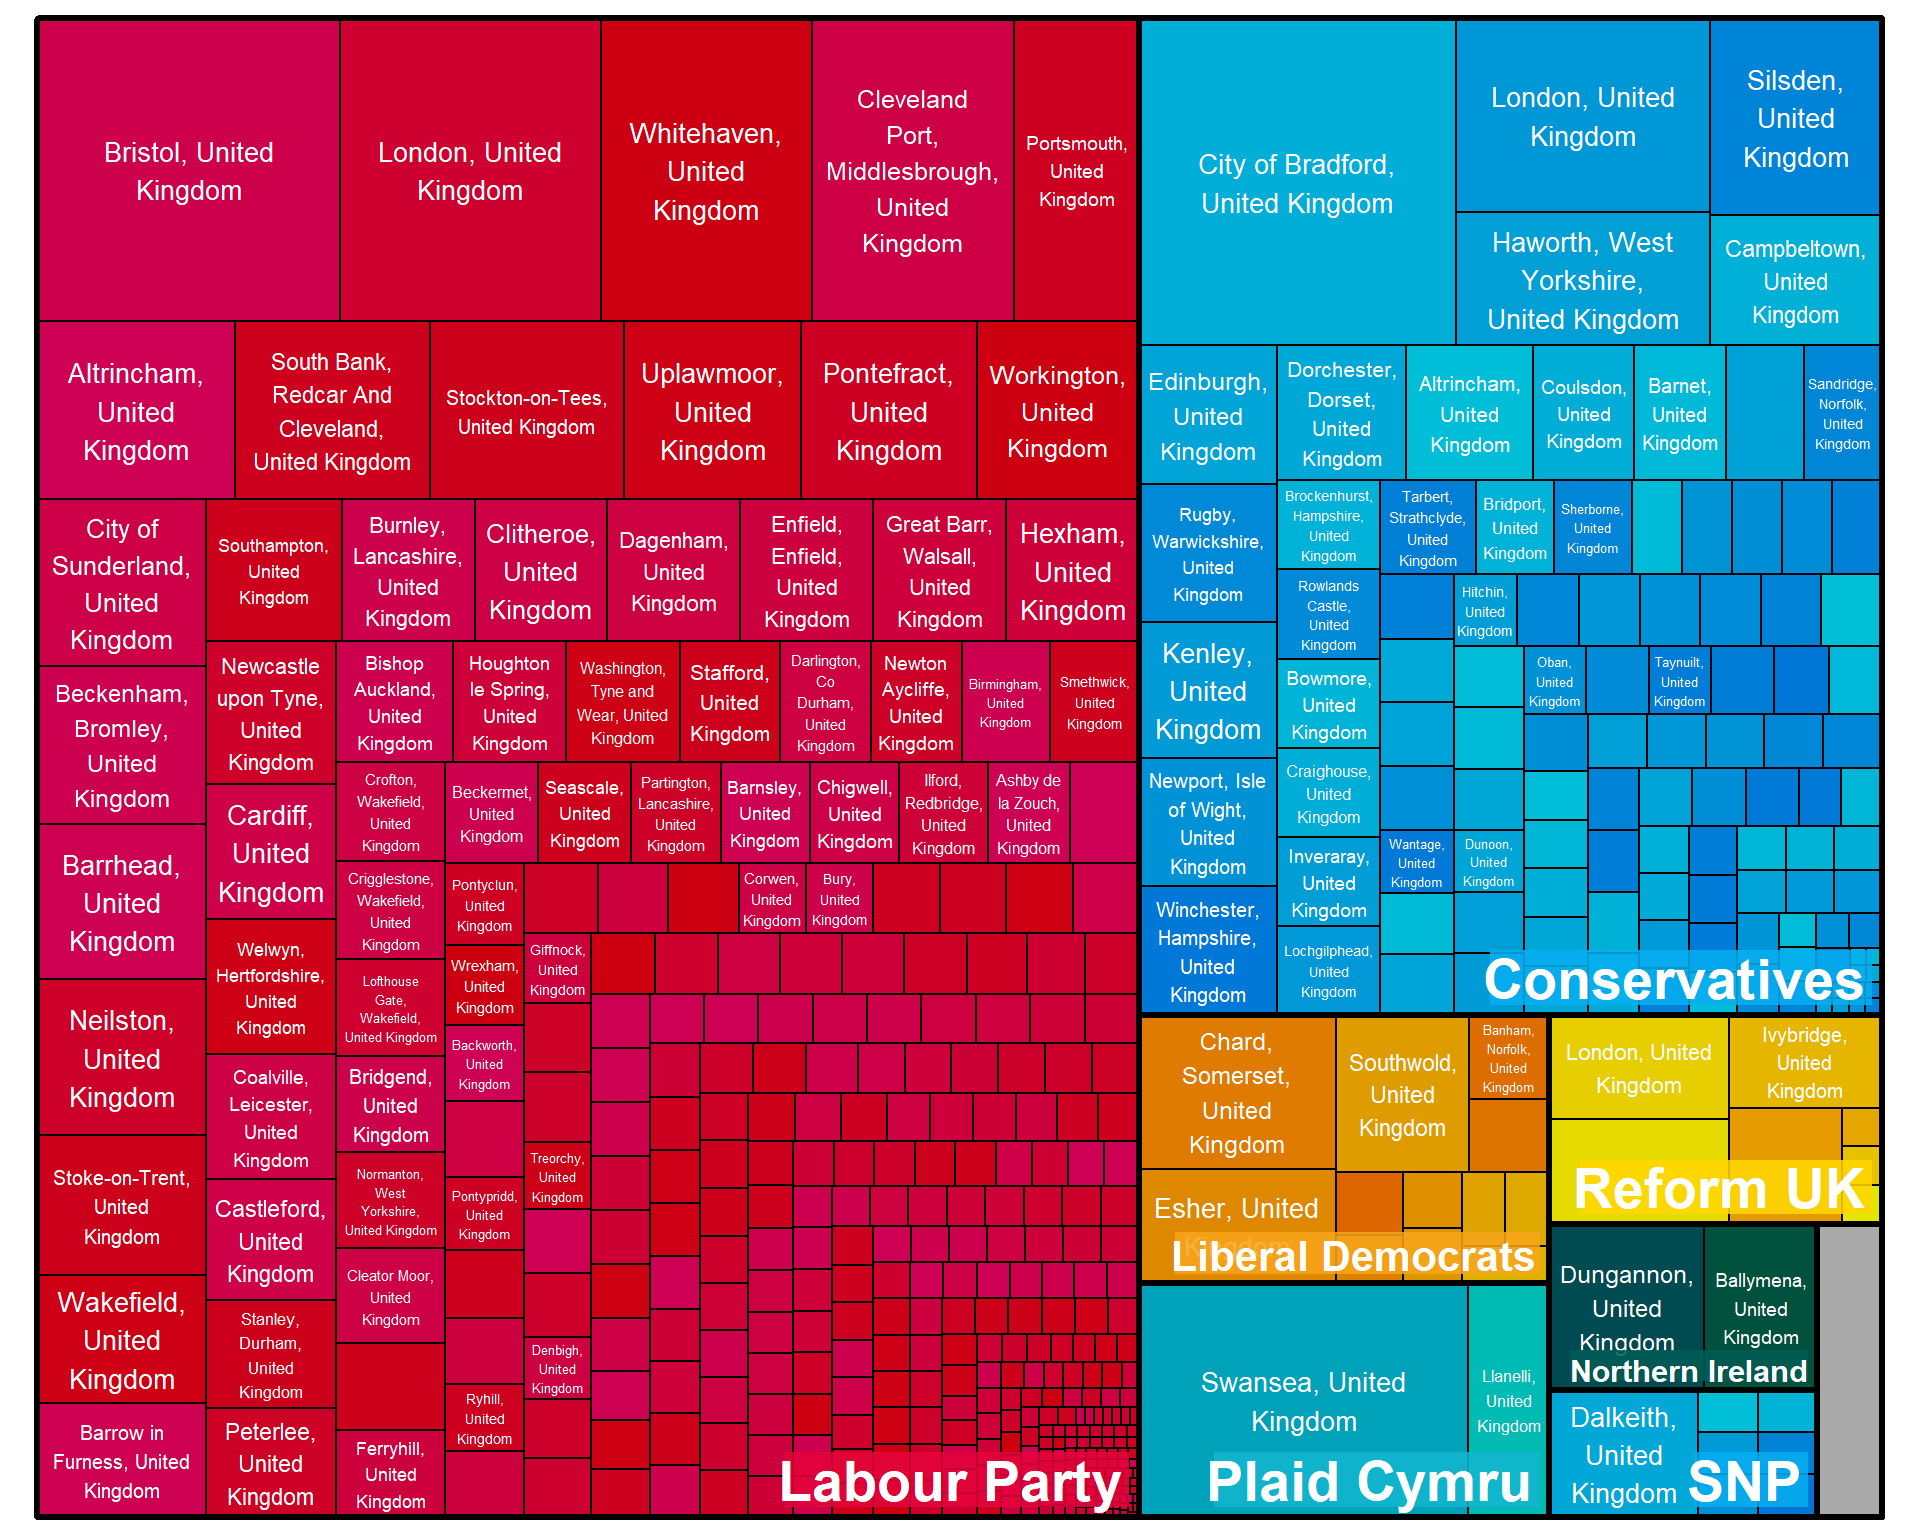 Bristol, United
Kingdom
London, United
Kingdom
Whitehaven,
United
Kingdom
Cleveland
Port,
Middlesbrough,
United
Kingdom
Portsmouth,
United
Kingdom
Altrincham,
United
Kingdom
South Bank,
Redcar And
Cleveland,
United Kingdom
Stockton-on-Tees,
United Kingdom
Uplawmoor,
United
Kingdom
Pontefract,
United
Kingdom
Workington,
United
Kingdom
City of
Sunderland,
United
Kingdom
Beckenham,
Bromley,
United
Kingdom
Barrhead,
United
Kingdom
Neilston,
United
Kingdom
Stoke-on-Trent,
United
Kingdom
Wakefield,
United
Kingdom
Barrow in
Furness, United
Kingdom
Southampton,
United
Kingdom
Burnley,
Lancashire,
United
Kingdom
Clitheroe,
United
Kingdom
Dagenham,
United
Kingdom
Enfield,
Enfield,
United
Kingdom
Great Barr,
Walsall,
United
Kingdom
Hexham,
United
Kingdom
Newcastle
upon Tyne,
United
Kingdom
Cardiff,
United
Kingdom
Welwyn,
Hertfordshire,
United
Kingdom
Coalville,
Leicester,
United
Kingdom
Castleford,
United
Kingdom
Stanley,
Durham,
United
Kingdom
Peterlee,
United
Kingdom
Bishop
Auckland,
United
Kingdom
Houghton
le Spring,
United
Kingdom
Washington,
Tyne and
Wear, United
Kingdom
Stafford,
United
Kingdom
Darlington,
Co
Durham,
United
Kingdom
Newton
Aycliffe,
United
Kingdom
Birmingham,
United
Kingdom
Smethwick,
United
Kingdom
Crofton,
Wakefield,
United
Kingdom
Crigglestone,
Wakefield,
United
Kingdom
Lofthouse
Gate,
Wakefield,
United Kingdom
Bridgend,
United
Kingdom
Normanton,
West
Yorkshire,
United Kingdom
Cleator Moor,
United
Kingdom
Ferryhill,
United
Kingdom
Beckermet,
United
Kingdom
Seascale,
United
Kingdom
Partington,
Lancashire,
United
Kingdom
Barnsley,
United
Kingdom
Chigwell,
United
Kingdom
Ilford,
Redbridge,
United
Kingdom
Ashby de
la Zouch,
United
Kingdom
Pontyclun,
United
Kingdom
Wrexham,
United
Kingdom
Backworth,
United
Kingdom
Pontypridd,
United
Kingdom
Ryhill,
United
Kingdom
Corwen,
United
Kingdom
Bury,
United
Kingdom
Giffnock,
United
Kingdom
Treorchy,
United
Kingdom
Denbigh,
United
Kingdom
Labour Party
City of Bradford,
United Kingdom
London, United
Kingdom
Silsden,
United
Kingdom
Haworth, West
Yorkshire,
United Kingdom
Campbeltown,
United
Kingdom
Edinburgh,
United
Kingdom
Rugby,
Warwickshire,
United
Kingdom
Kenley,
United
Kingdom
Newport, Isle
of Wight,
United
Kingdom
Winchester,
Hampshire,
United
Kingdom
Dorchester,
Dorset,
United
Kingdom
Altrincham,
United
Kingdom
Coulsdon,
United
Kingdom
Barnet,
United
Kingdom
Sandridge,
Norfolk,
United
Kingdom
Brockenhurst,
Hampshire,
United
Kingdom
Rowlands
Castle,
United
Kingdom
Bowmore,
United
Kingdom
Craighouse,
United
Kingdom
Inveraray,
United
Kingdom
Lochgilphead,
United
Kingdom
Tarbert,
Strathclyde,
United
Kingdom
Bridport,
United
Kingdom
Sherborne,
United
Kingdom
Hitchin,
United
Kingdom
Oban,
United
Kingdom
Taynuilt,
United
Kingdom
Wantage,
United
Kingdom
Dunoon,
United
Kingdom
Conservatives
Chard,
Somerset,
United
Kingdom
Southwold,
United
Kingdom
Banham,
Norfolk,
United
Kingdom
Esher, United
Kingdom
Liberal Democrats
London, United
Kingdom
Ivybridge,
United
Kingdom
Reform UK
Swansea, United
Kingdom
Llanelli,
United
Kingdom
Plaid Cymru
Dungannon,
United
Kingdom
Ballymena,
United
Kingdom
Northern Ireland
Dalkeith,
United
Kingdom
SNP